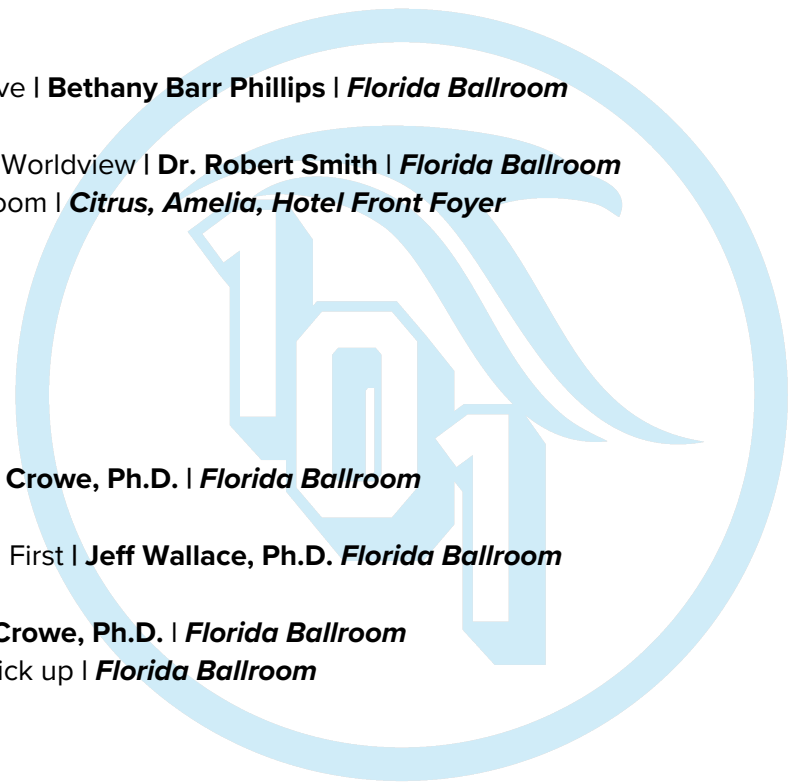 ve | Bethany Barr Phillips | Florida Ballroom
Worldview | Dr. Robert Smith | Florida Ballroom
oom | Citrus, Amelia, Hotel Front Foyer
101
Crowe, Ph.D. | Florida Ballroom
First | Jeff Wallace, Ph.D. Florida Ballroom
Crowe, Ph.D. | Florida Ballroom
ick up | Florida Ballroom